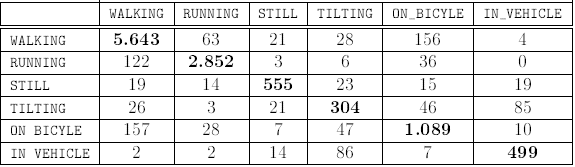 WALKING RUNNING STILL TILTING ON_BICYLE IN_VEHICLE
WALKING 5.643 63 21 28 156 4
RUNNING 122 2.852 3 6 36 0
STILL 19 14 555 23 15 19
TILTING 26 3 21 304 46 85
ON BICYLE 157 28 7 47 1.089 10
IN VEHICLE 2 2 14 86 7 499